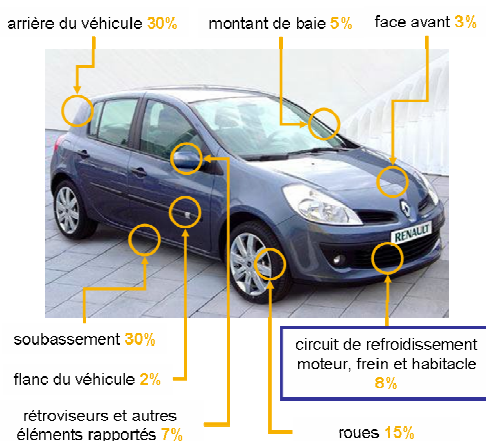 arrière du véhicule 30%
montant de baie 5%
face avant 3%
RENAULT
soubassement 30%
flanc du véhicule 2%
rétroviseurs et autres
éléments rapportés 7%
circuit de refroidissement
moteur, frein et habitacle
8%
roues 15%